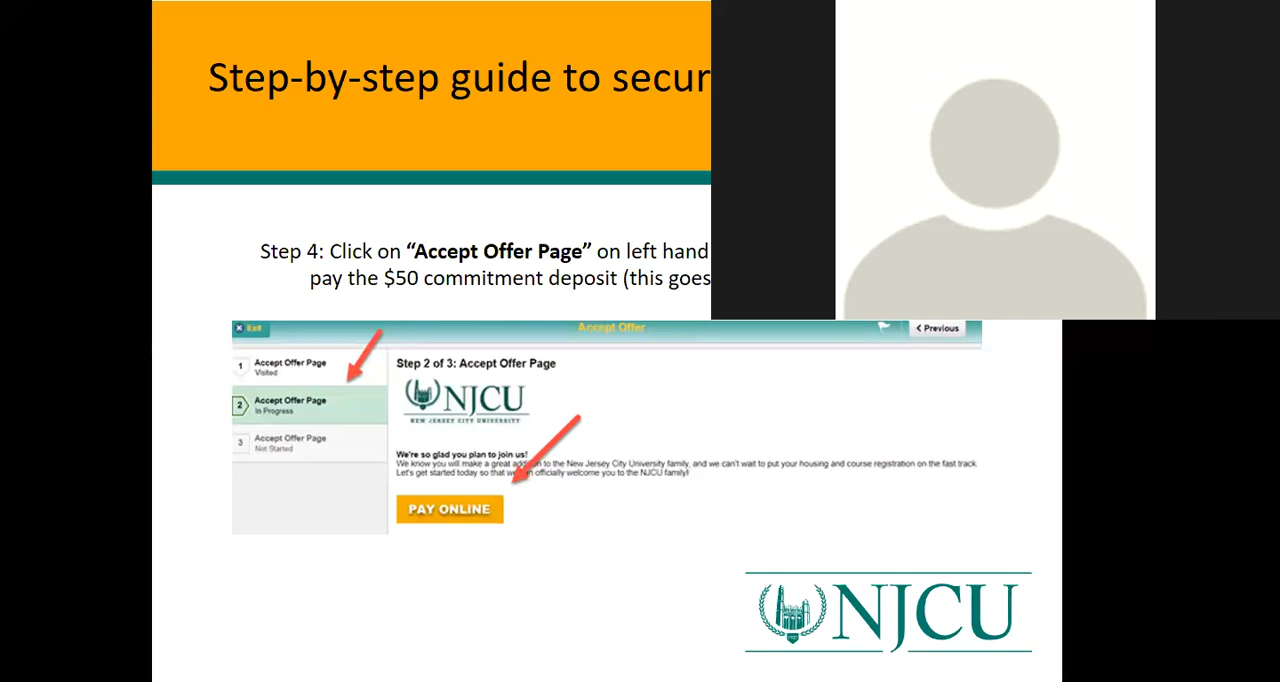 Step-by-step guide to secur
Step 4: Click on “Accept Offer Page” on left hand
pay the $50 commitment deposit (this goes
Exit
Accept Offer
Previous
1
Accept Offer Page
Visited
2
Accept Offer Page
In Progress
3
Accept Offer Page
Not Started
Step 2 of 3: Accept Offer Page
NJCU
NEW JERSEY CITY UNIVERSITY
We're so glad you plan to join us!
We know you will make a great addition to the New Jersey City University family, and we can't wait to put your housing and course registration on the fast track.
Let's get started today so that we officially welcome you to the NJCU family!
PAY ONLINE
NJCU